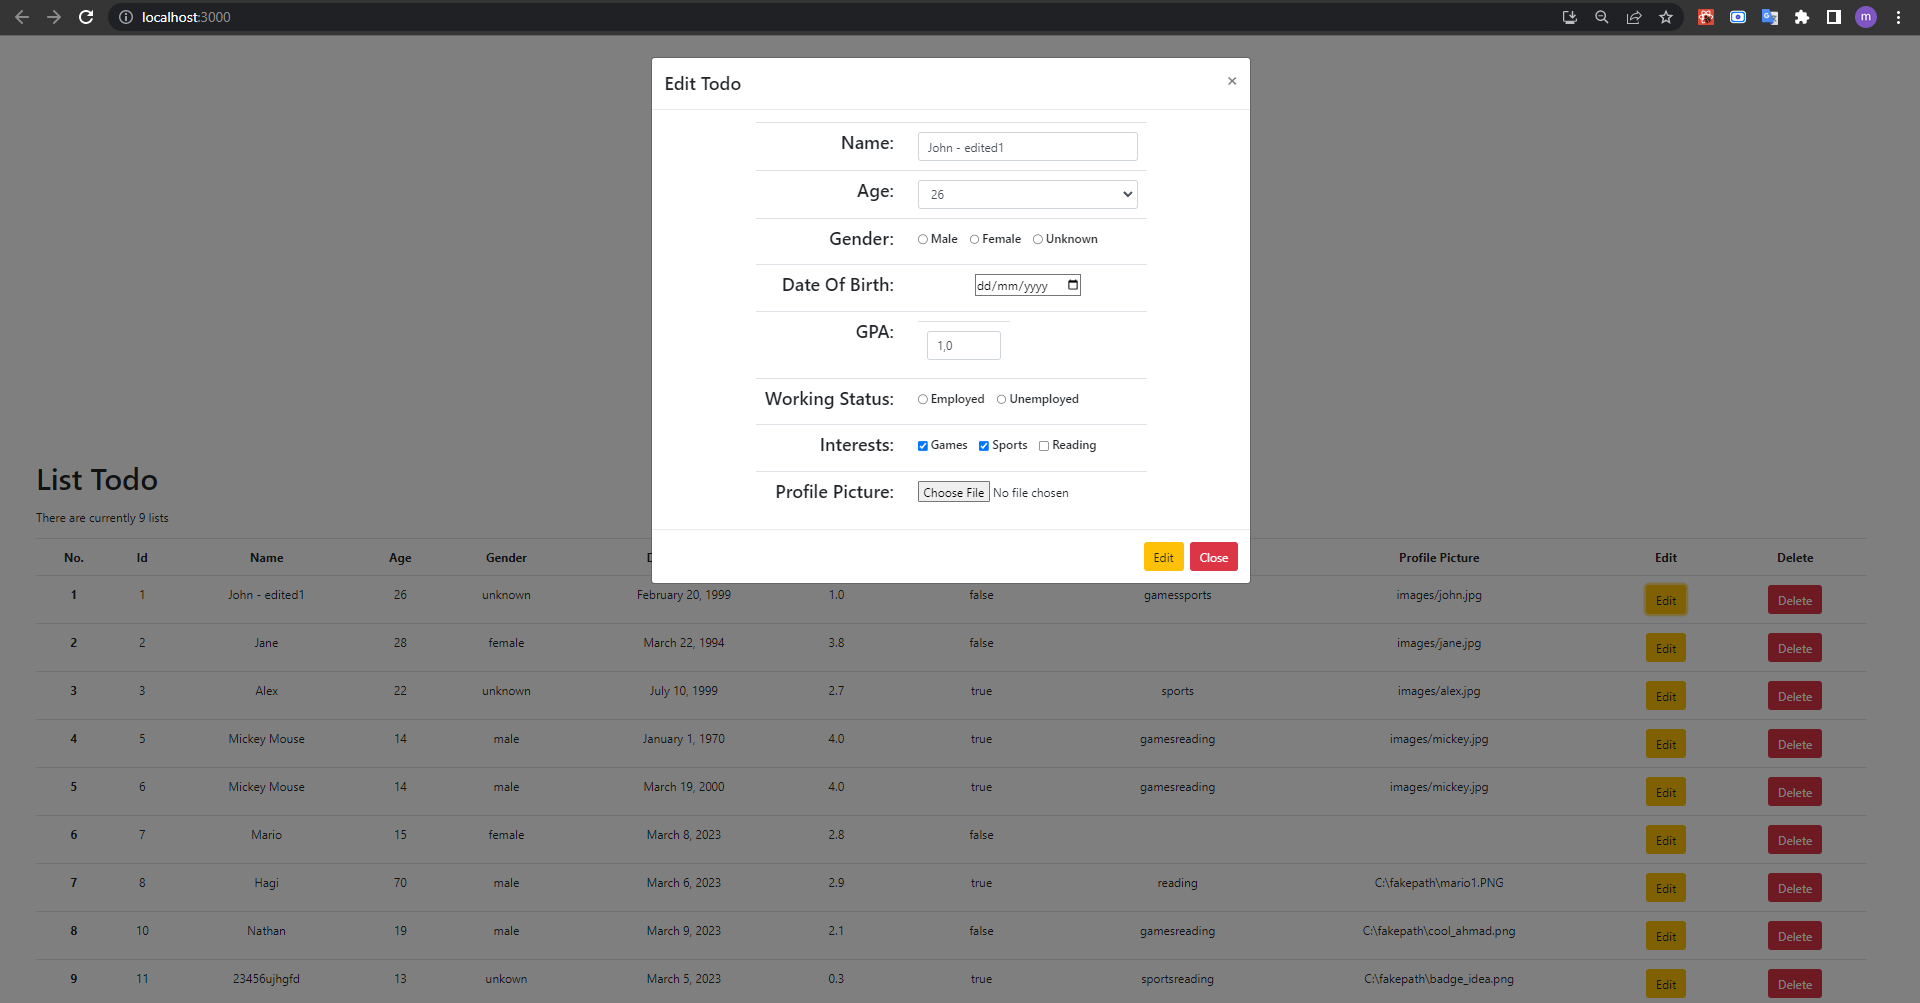 localhost:3000
m
Edit Todo
×
Name: John - edited1
Age: 26
Gender: Male Female Unknown
Date Of Birth: dd/mm/yyyy
GPA: 1,0
Working Status: Employed Unemployed
Interests: Games Sports Reading
Profile Picture: Choose File No file chosen
Edit Close
List Todo
There are currently 9 lists
No. Id Name Age Gender Profile Picture Edit Delete
1 1 John - edited1 26 unknown February 20, 1999 1.0 false gamessports images/john.jpg Edit Delete
2 2 Jane 28 female March 22, 1994 3.8 false images/jane.jpg Edit Delete
3 3 Alex 22 unknown July 10, 1999 2.7 true sports images/alex.jpg Edit Delete
4 5 Mickey Mouse 14 male January 1, 1970 4.0 true gamesreading images/mickey.jpg Edit Delete
5 6 Mickey Mouse 14 male March 19, 2000 4.0 true gamesreading images/mickey.jpg Edit Delete
6 7 Mario 15 female March 8, 2023 2.8 false Edit Delete
7 8 Hagi 70 male March 6, 2023 2.9 true reading C:\fakepath\mario1.PNG Edit Delete
8 10 Nathan 19 male March 9, 2023 2.1 false gamesreading C:\fakepath\cool_ahmad.png Edit Delete
9 11 23456ujhgfd 13 unkown March 5, 2023 0.3 true sportsreading C:\fakepath\badge_idea.png Edit Delete